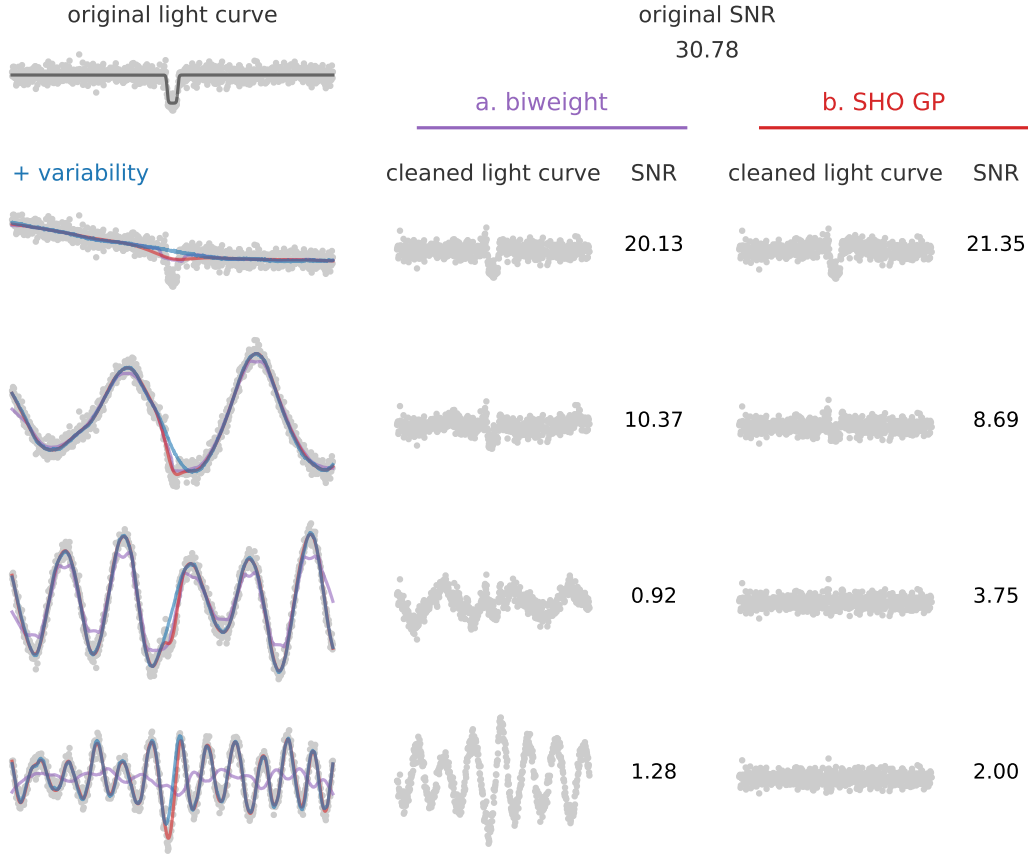 original light curve
original SNR
30.78
a. biweight
b. SHO GP
+ variability
cleaned light curve SNR
cleaned light curve SNR
20.13
21.35
10.37
8.69
0.92
3.75
1.28
2.00